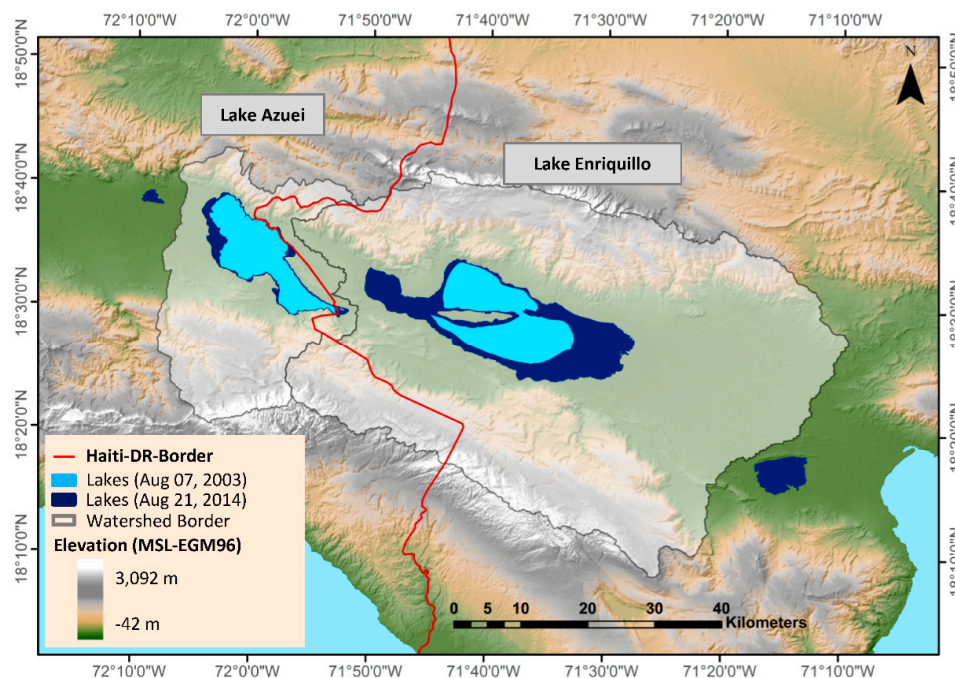 72°10'0"W 72°0'0"W 71°50'0"W 71°40'0"W 71°30'0"W 71°20'0"W 71°10'0"W
18°50'0"N
18°50'0"N
N
Lake Azuei
Lake Enriquillo
18°40'0"N
18°40'0"N
18°30'0"N
18°30'0"N
18°20'0"N
18°20'0"N
18°10'0"N
18°10'0"N
Haiti-DR-Border
Lakes (Aug 07, 2003)
Lakes (Aug 21, 2014)
Watershed Border
Elevation (MSL-EGM96)
3,092 m
-42 m
0 5 10 20 30 40
Kilometers
72°10'0"W 72°0'0"W 71°50'0"W 71°40'0"W 71°30'0"W 71°20'0"W 71°10'0"W